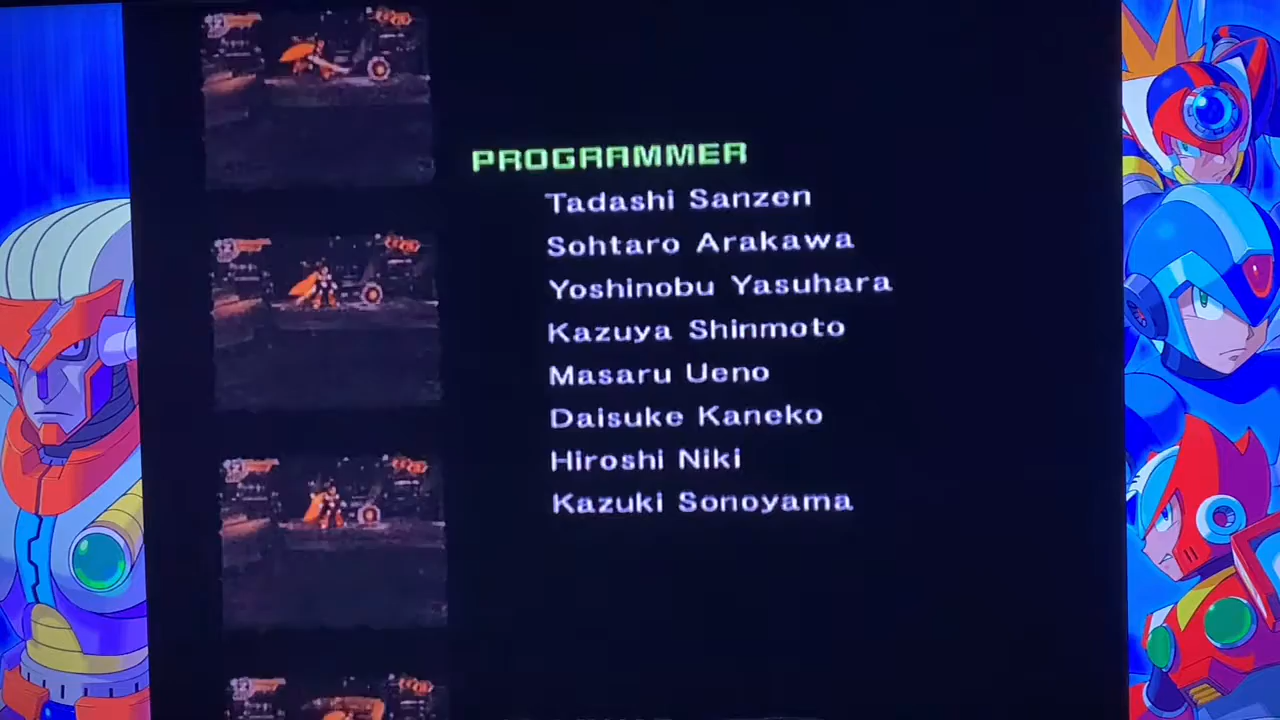 PROGRAMMER
Tadashi Sanzen
Sohtaro Arakawa
Yoshinobu Yasuhara
Kazuya Shinmoto
Masaru Ueno
Daisuke Kaneko
Hiroshi Niki
Kazuki Sonoyama